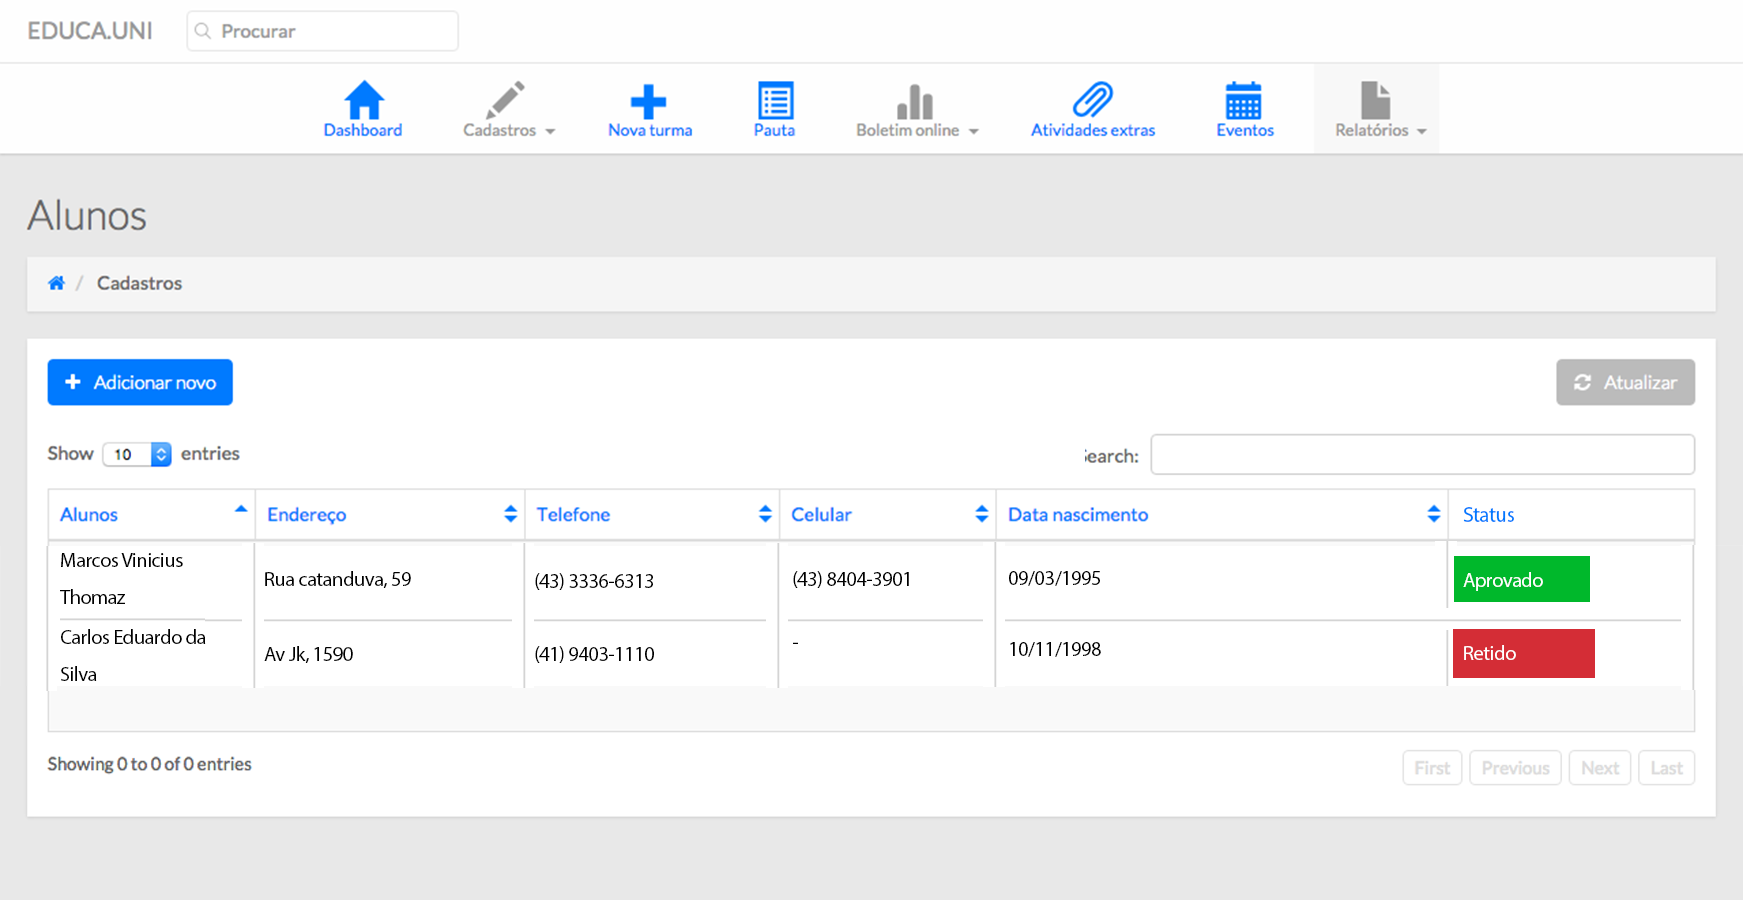 EDUCA.UNI
Procurar
Dashboard
Cadastros
Nova turma
Pauta
Boletim online
Atividades extras
Eventos
Relatórios
Alunos
/ Cadastros
Adicionar novo
Atualizar
Show 10 entries
Search:
Alunos Endereço Telefone Celular Data nascimento Status
Marcos Vinicius
Thomaz
Rua catanduva, 59
(43) 3336-6313
(43) 8404-3901
09/03/1995
Aprovado
Carlos Eduardo da
Silva
Av Jk, 1590
(41) 9403-1110
-
10/11/1998
Retido
Showing 0 to 0 of 0 entries
First
Previous
Next
Last